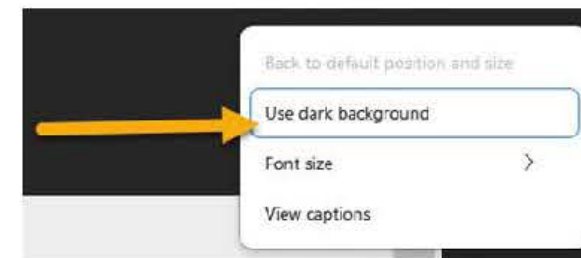 Back to default position and size
Use dark background
Font size
View captions